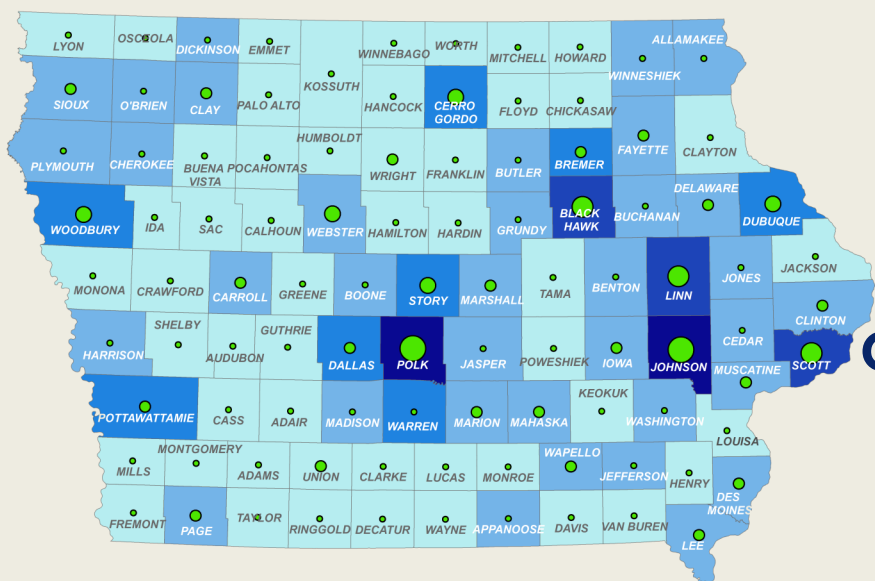 LYON
OSCEOLA
DICKINSON
EMMET
WINNEBAGO
WORTH
MITCHELL
HOWARD
WINNESHIEK
ALLAMAKEE
SIOUX
O'BRIEN
CLAY
PALO ALTO
KOSSUTH
HANCOCK
CERRO
GORDO
FLOYD
CHICKASAW
FAYETTE
CLAYTON
PLYMOUTH
CHEROKEE
BUENA
VISTA
POCAHONTAS
HUMBOLDT
WRIGHT
FRANKLIN
BUTLER
BREMER
WOODBURY
IDA
SAC
CALHOUN
WEBSTER
HAMILTON
HARDIN
GRUNDY
BLACK
HAWK
BUCHANAN
DELAWARE
DUBUQUE
MONONA
CRAWFORD
CARROLL
GREENE
BOONE
STORY
MARSHALL
TAMA
BENTON
LINN
JONES
JACKSON
CLINTON
HARRISON
SHELBY
AUDUBON
GUTHRIE
DALLAS
POLK
JASPER
POWESHIEK
IOWA
JOHNSON
CEDAR
SCOTT
MUSCATINE
POTTAWATTAMIE
CASS
ADAIR
MADISON
WARREN
MARION
MAHASKA
KEOKUK
WASHINGTON
LOUISA
MILLS
MONTGOMERY
ADAMS
UNION
CLARKE
LUCAS
MONROE
WAPELLO
JEFFERSON
HENRY
DES
MOINES
FREMONT
PAGE
TAYLOR
RINGGOLD
DECATUR
WAYNE
APPANOOSE
DAVIS
VAN BUREN
LEE